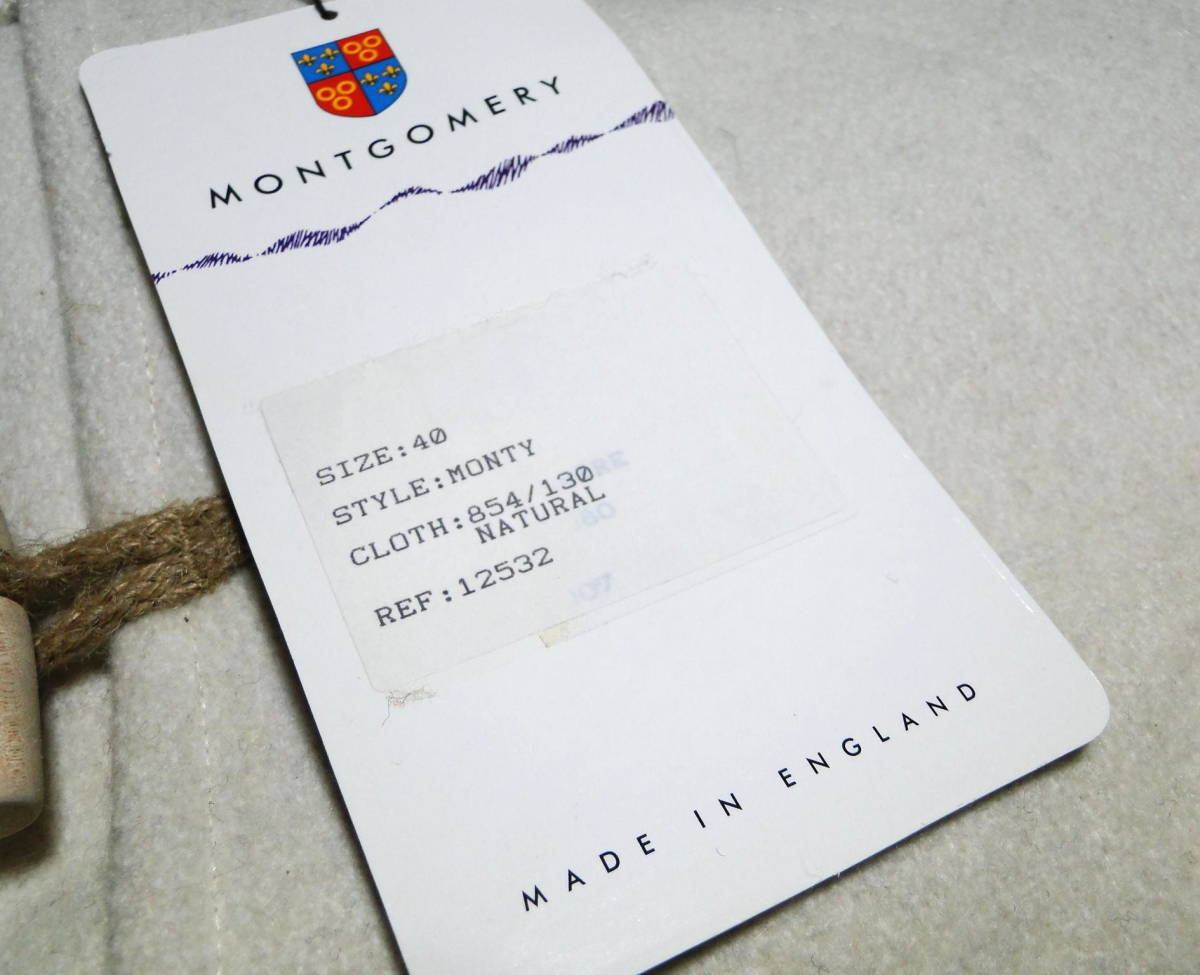 MONTGOMERY
SIZE:40
STYLE:MONTY
CLOTH:854/130
NATURAL
REF:12532
MADE IN ENGLAND